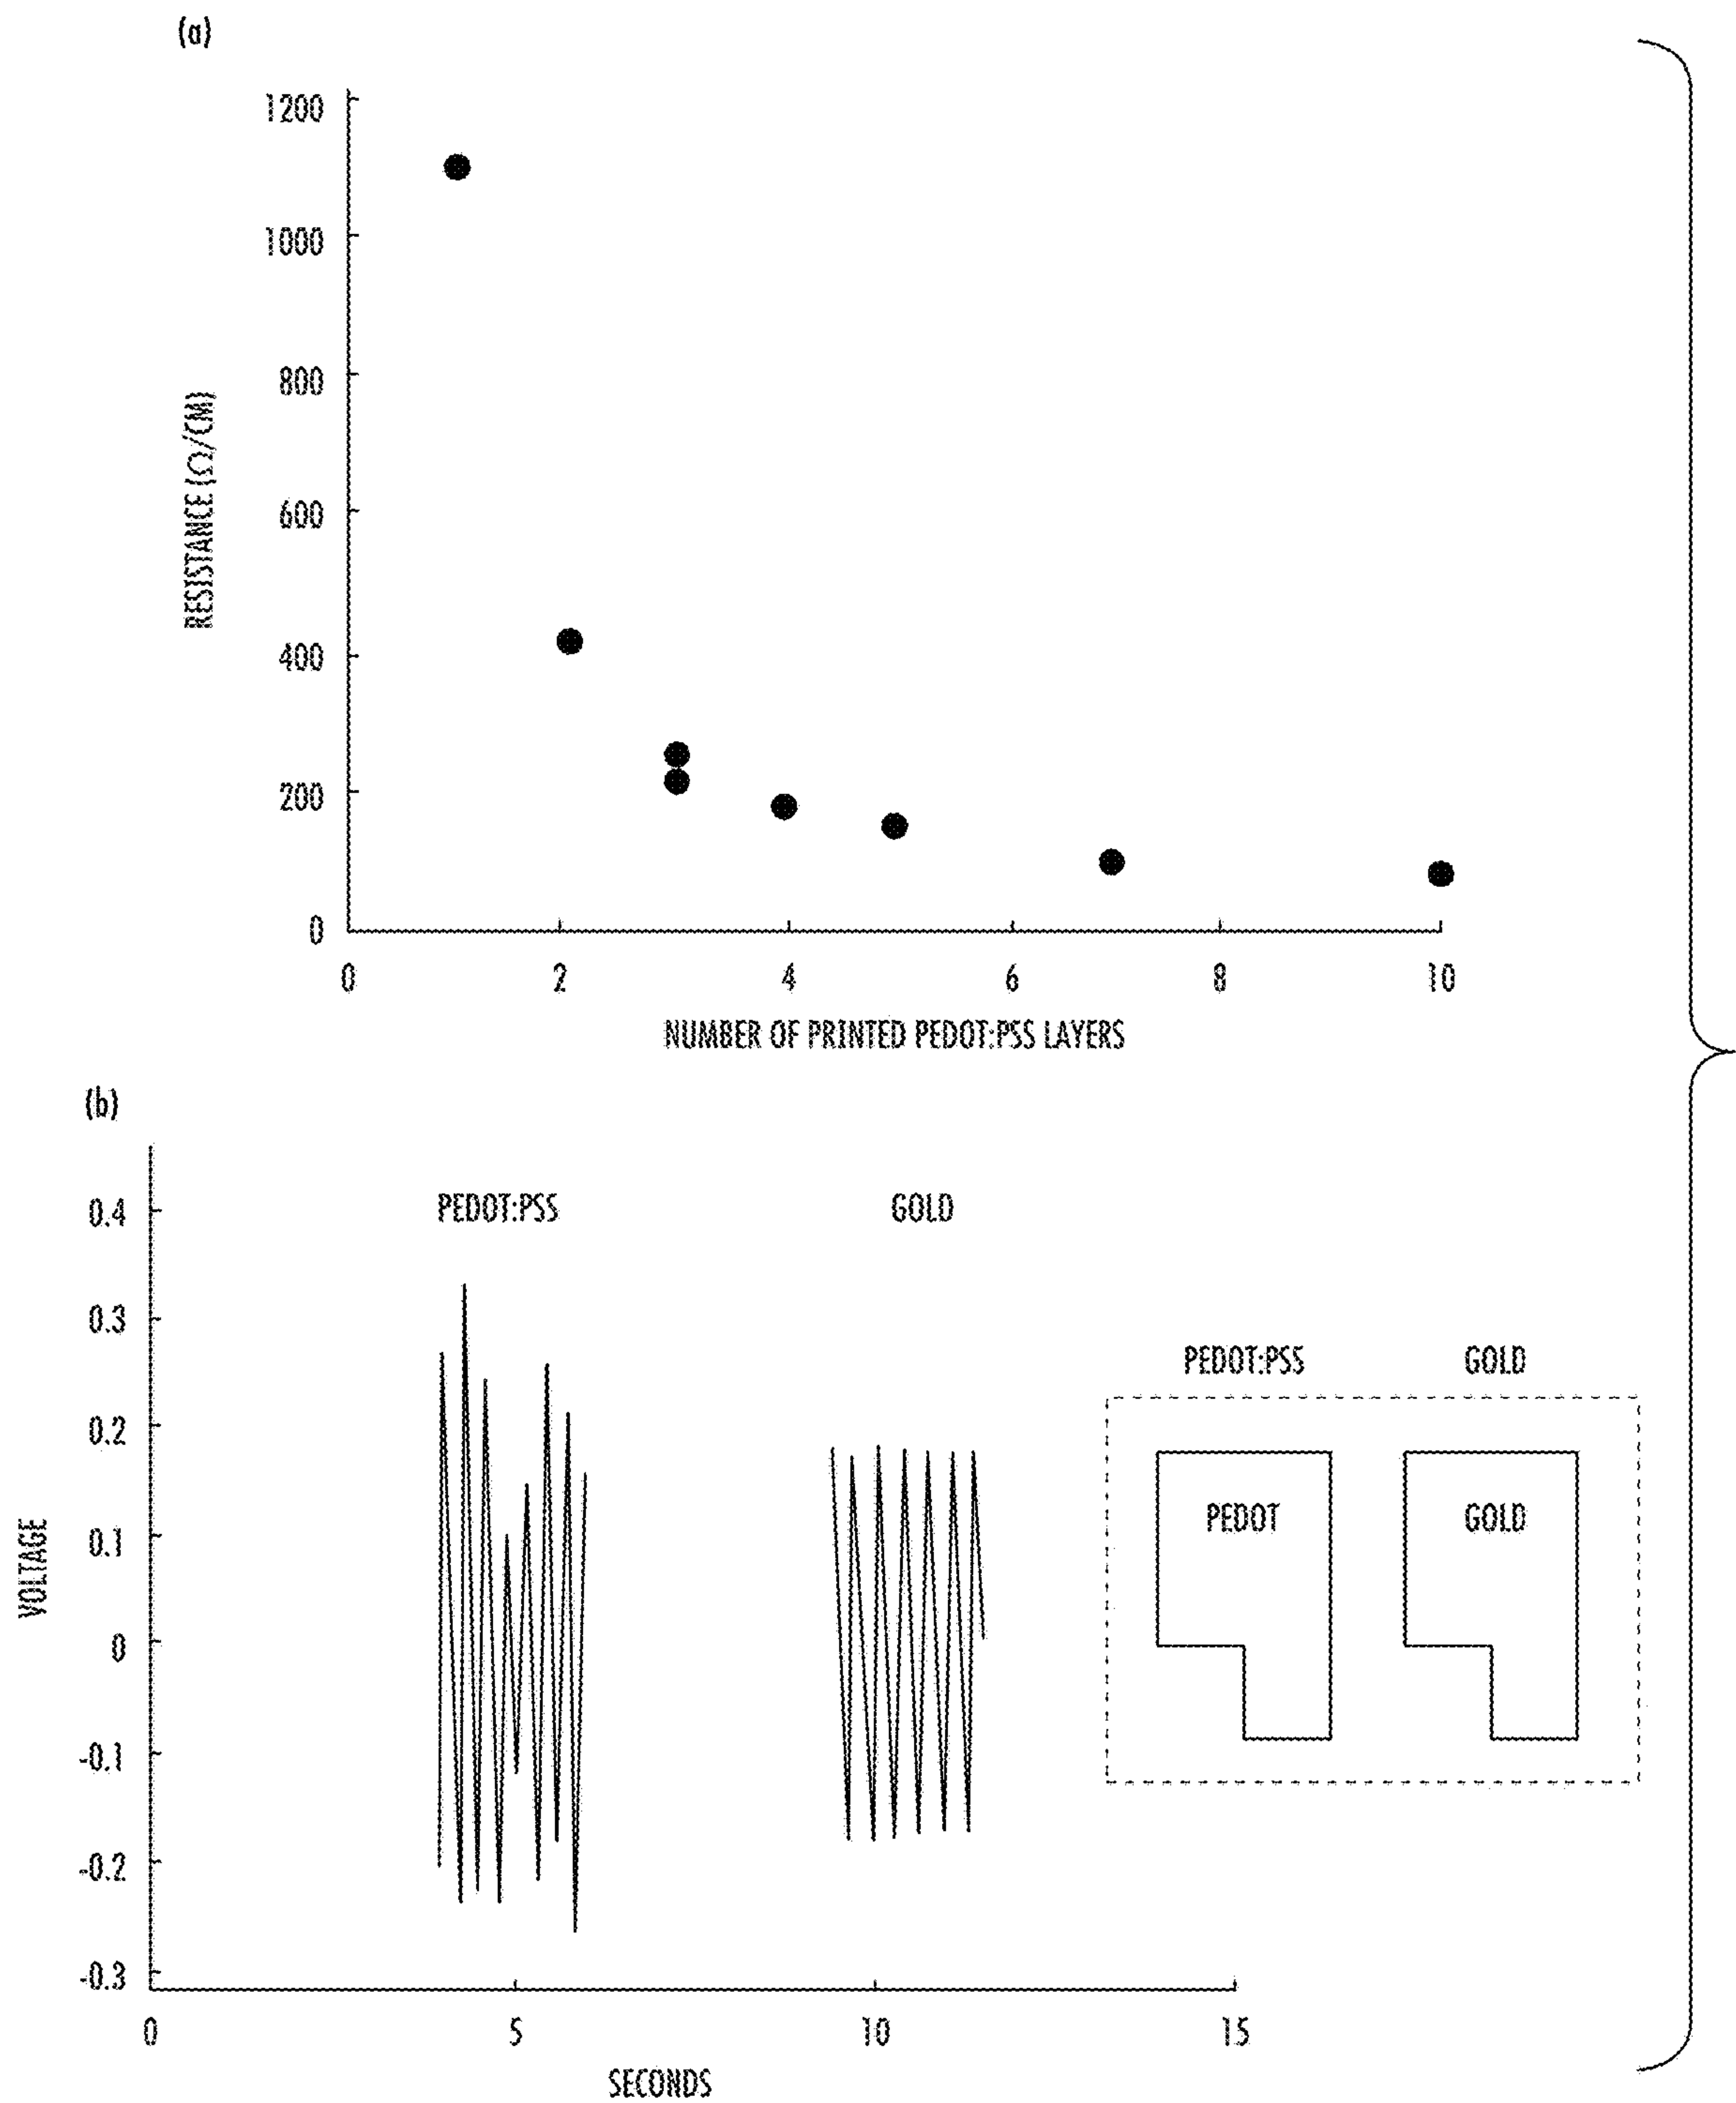 (a)
1200
1000
800
600
400
200
0
RESISTANCE (Ω/CM)
0 2 4 6 8 10
NUMBER OF PRINTED PEDOT:PSS LAYERS
(b)
PEDOT:PSS GOLD
0.4
0.3
0.2
0.1
0
-0.1
-0.2
-0.3
VOLTAGE
PEDOT:PSS GOLD
PEDOT GOLD
0 5 10 15
SECONDS